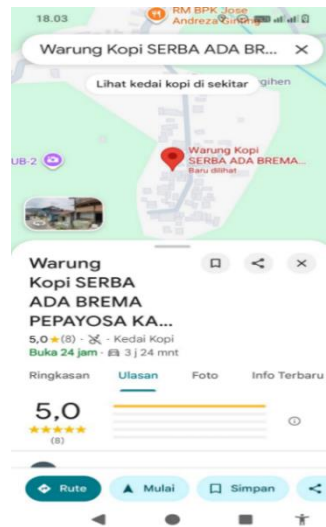 18.03
RM BPK Jose
Andreza Ginting
Warung Kopi SERBA ADA BR...
Lihat kedai kopi di sekitar
gihen
UB-2
Warung Kopi
SERBA ADA BREMA...
Baru dilihat
Warung
Kopi SERBA
ADA BREMA
PEPAYOSA KA...
5,0 ★ (8) · Kedai Kopi
Buka 24 jam · 3 j 24 mnt
Ringkasan Ulasan Foto Info Terbaru
5,0
(8)
Rute Mulai Simpan